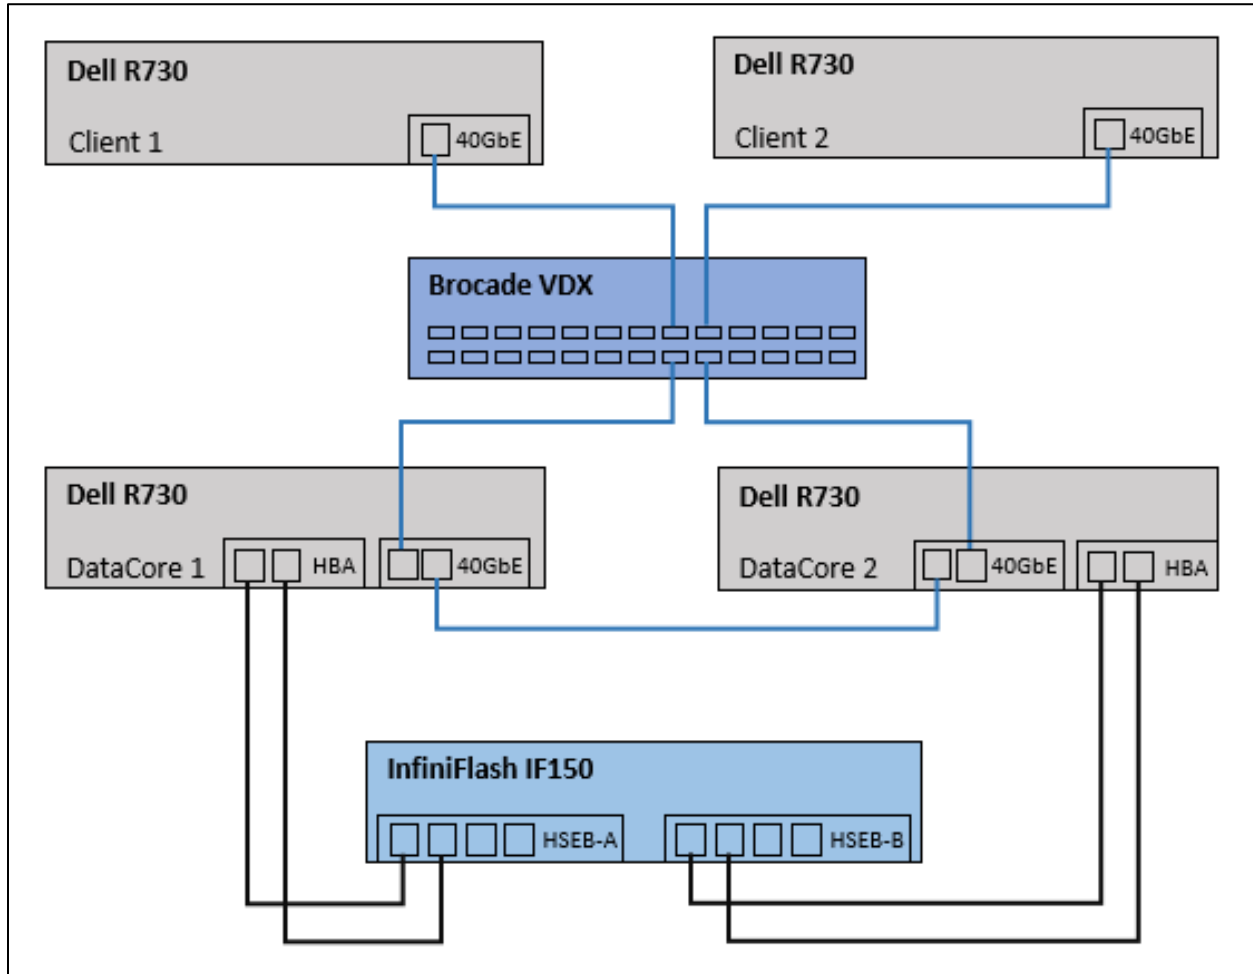 Dell R730
Client 1
40GbE
Dell R730
Client 2
40GbE
Brocade VDX
Dell R730
DataCore 1
HBA
40GbE
Dell R730
DataCore 2
40GbE
HBA
InfiniFlash IF150
HSEB-A
HSEB-B